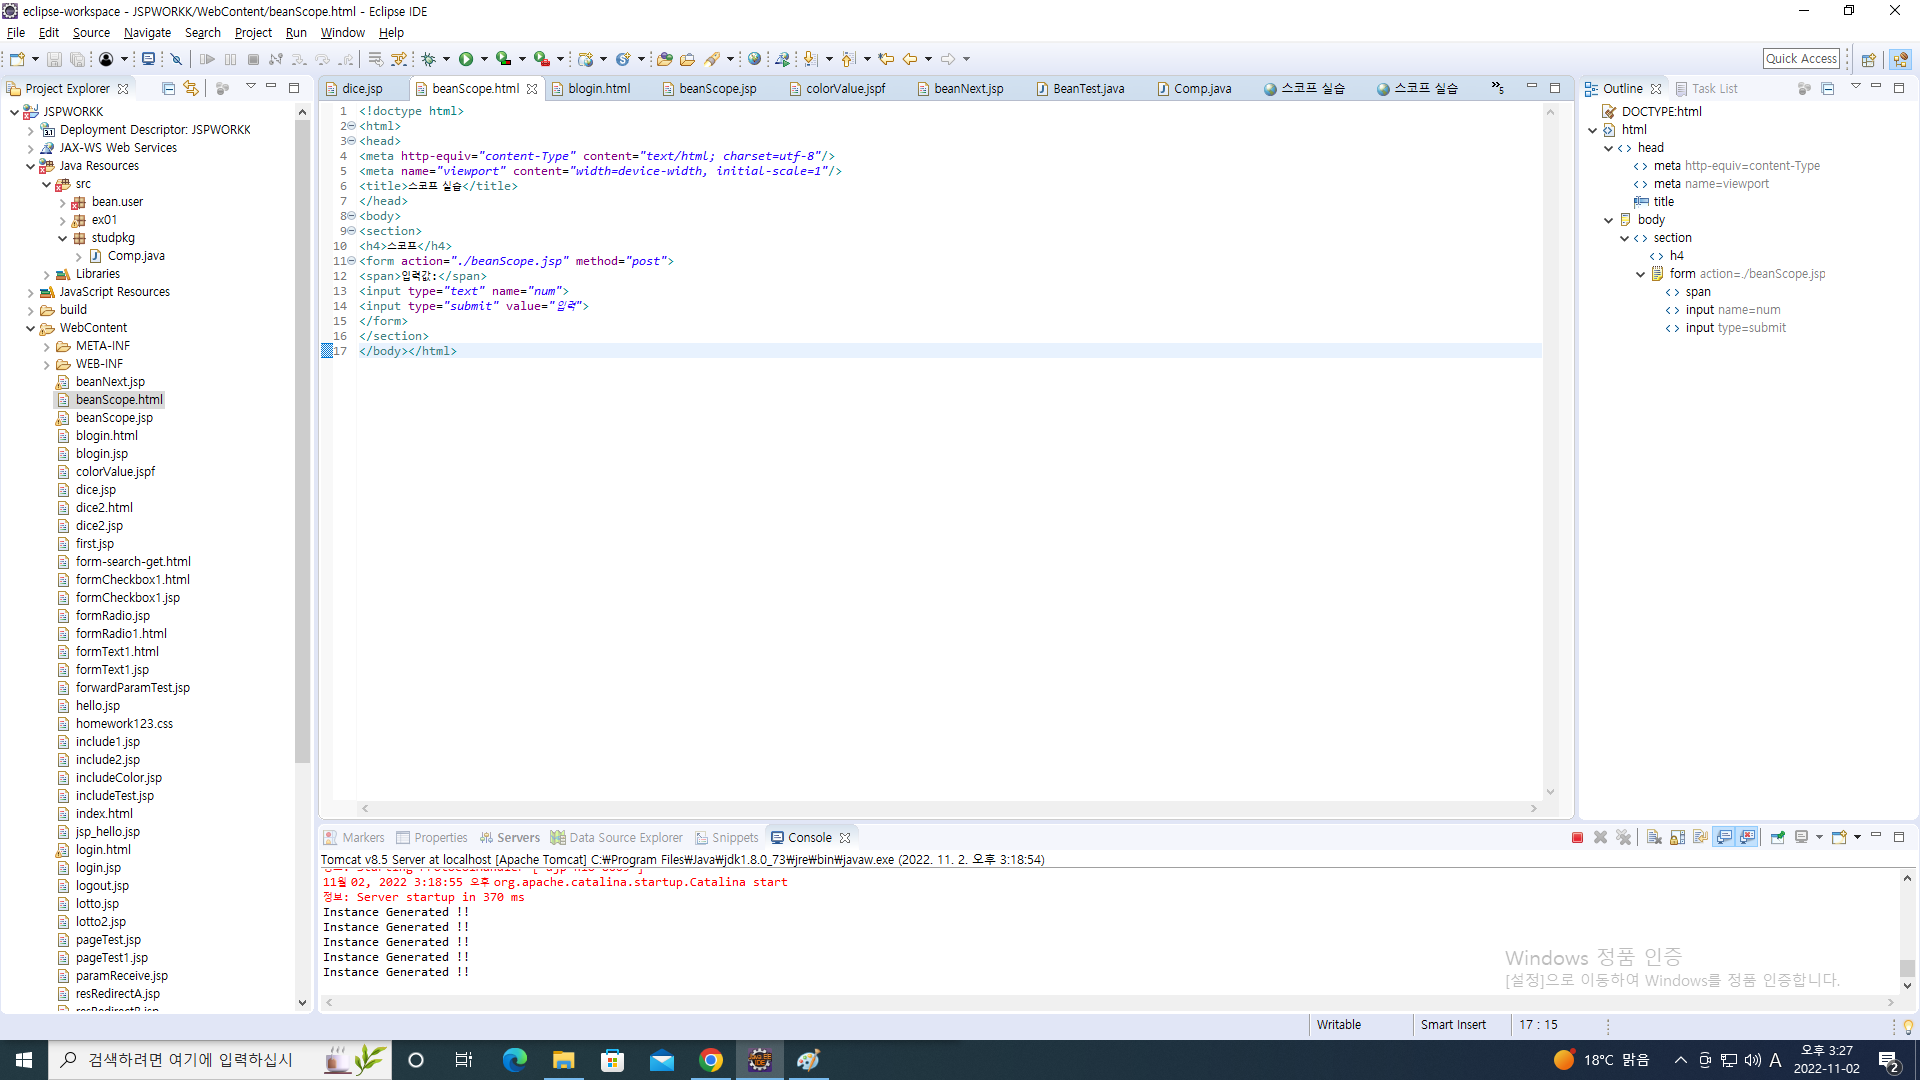 eclipse-workspace - JSPWORKK/WebContent/beanScope.html - Eclipse IDE
File Edit Source Navigate Search Project Run Window Help
Quick Access
Project Explorer
JSPWORKK
Deployment Descriptor: JSPWORKK
JAX-WS Web Services
Java Resources
src
bean.user
ex01
studpkg
Comp.java
Libraries
JavaScript Resources
build
WebContent
META-INF
WEB-INF
beanNext.jsp
beanScope.html
beanScope.jsp
blogin.html
blogin.jsp
colorValue.jspf
dice.jsp
dice2.html
dice2.jsp
first.jsp
form-search-get.html
formCheckbox1.html
formCheckbox1.jsp
formRadio.jsp
formRadio1.html
formText1.html
formText1.jsp
forwardParamTest.jsp
hello.jsp
homework123.css
include1.jsp
include2.jsp
includeColor.jsp
includeTest.jsp
index.html
jsp_hello.jsp
login.html
login.jsp
logout.jsp
lotto.jsp
lotto2.jsp
pageTest.jsp
pageTest1.jsp
paramReceive.jsp
resRedirectA.jsp
resRedirectB.jsp
dice.jsp beanScope.html blogin.html beanScope.jsp colorValue.jspf beanNext.jsp BeanTest.java Comp.java 스코프 실습 스코프 실습 »5
1 <!doctype html>
2 <html>
3 <head>
4 <meta http-equiv="content-Type" content="text/html; charset=utf-8"/>
5 <meta name="viewport" content="width=device-width, initial-scale=1"/>
6 <title>스코프 실습</title>
7 </head>
8 <body>
9 <section>
10 <h4>스코프</h4>
11 <form action="./beanScope.jsp" method="post">
12 <span>입력값:</span>
13 <input type="text" name="num">
14 <input type="submit" value="입력">
15 </form>
16 </section>
17 </body></html>
Outline Task List
DOCTYPE:html
html
head
meta http-equiv=content-Type
meta name=viewport
title
body
section
h4
form action=./beanScope.jsp
span
input name=num
input type=submit
Markers Properties Servers Data Source Explorer Snippets Console
Tomcat v8.5 Server at localhost [Apache Tomcat] C:₩Program Files₩Java₩jdk1.8.0_73₩jre₩bin₩javaw.exe (2022. 11. 2. 오후 3:18:54)
정보: Starting ProtocolHandler ["ajp-nio-8009"]
11월 02, 2022 3:18:55 오후 org.apache.catalina.startup.Catalina start
정보: Server startup in 370 ms
Instance Generated !!
Instance Generated !!
Instance Generated !!
Instance Generated !!
Instance Generated !!
Windows 정품 인증
[설정]으로 이동하여 Windows를 정품 인증합니다.
Writable Smart Insert 17 : 15
검색하려면 여기에 입력하십시
18°C 맑음 A 오후 3:27
2022-11-02 2